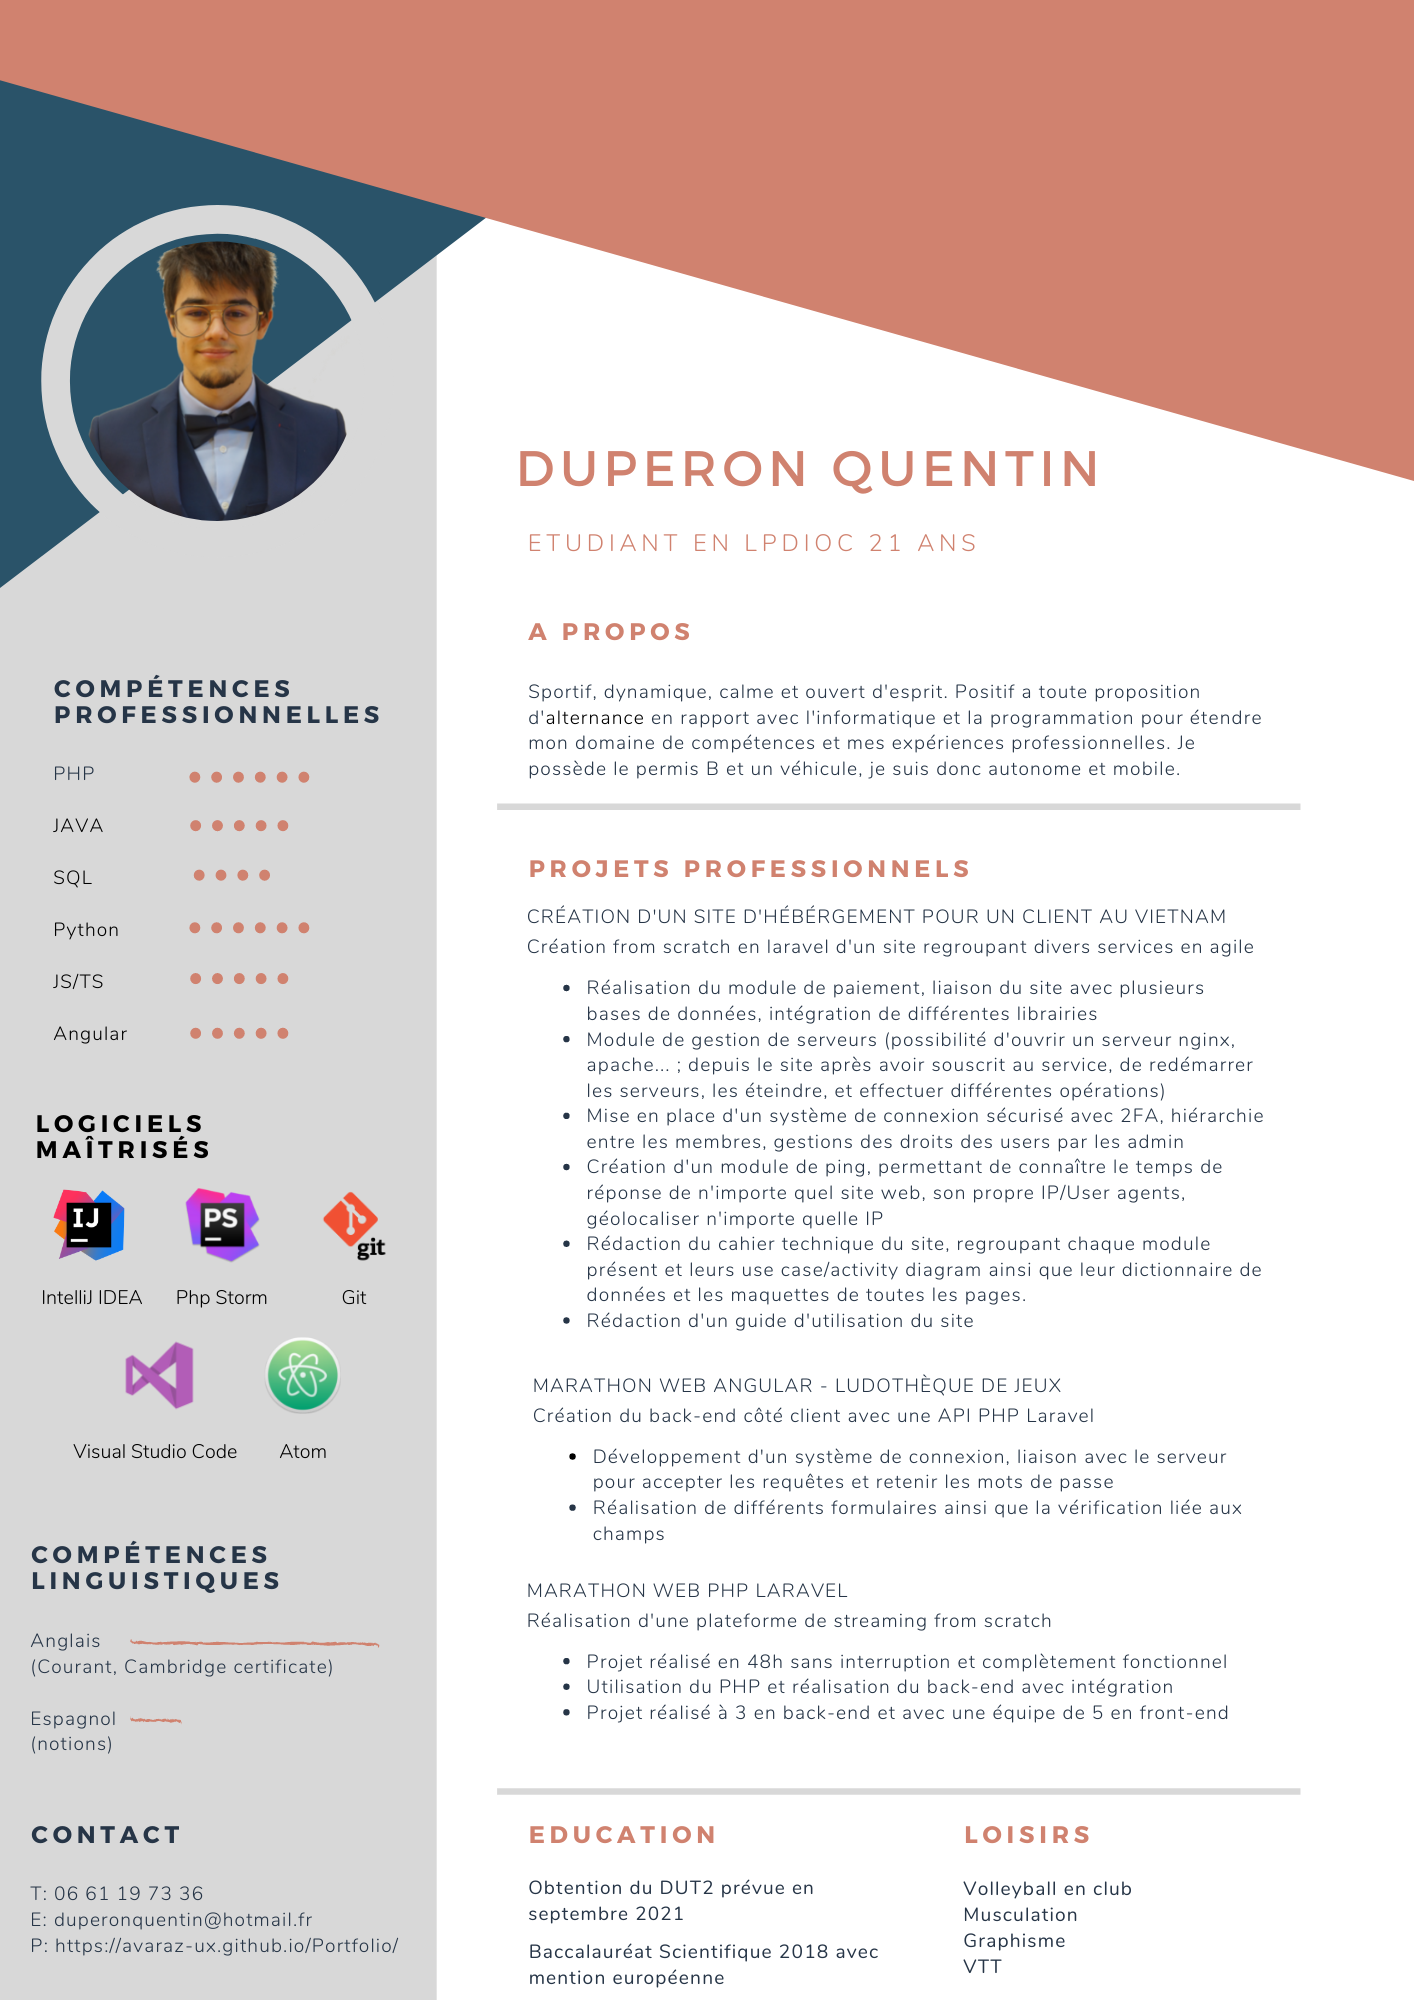 DUPERON QUENTIN
ETUDIANT EN LPDIOC 21 ANS
A PROPOS
Sportif, dynamique, calme et ouvert d'esprit. Positif a toute proposition
d'alternance en rapport avec l'informatique et la programmation pour étendre
mon domaine de compétences et mes expériences professionnelles. Je
possède le permis B et un véhicule, je suis donc autonome et mobile.
COMPÉTENCES
PROFESSIONNELLES
PHP
JAVA
SQL
Python
JS/TS
Angular
LOGICIELS
MAÎTRISÉS
IJ
PS
git
IntelliJ IDEA
Php Storm
Git
Visual Studio Code
Atom
COMPÉTENCES
LINGUISTIQUES
Anglais
(Courant, Cambridge certificate)
Espagnol
(notions)
CONTACT
T: 06 61 19 73 36
E: duperonquentin@hotmail.fr
P: https://avaraz-ux.github.io/Portfolio/
PROJETS PROFESSIONNELS
CRÉATION D'UN SITE D'HÉBÉRGEMENT POUR UN CLIENT AU VIETNAM
Création from scratch en laravel d'un site regroupant divers services en agile
• Réalisation du module de paiement, liaison du site avec plusieurs
bases de données, intégration de différentes librairies
• Module de gestion de serveurs (possibilité d'ouvrir un serveur nginx,
apache... ; depuis le site après avoir souscrit au service, de redémarrer
les serveurs, les éteindre, et effectuer différentes opérations)
• Mise en place d'un système de connexion sécurisé avec 2FA, hiérarchie
entre les membres, gestions des droits des users par les admin
• Création d'un module de ping, permettant de connaître le temps de
réponse de n'importe quel site web, son propre IP/User agents,
géolocaliser n'importe quelle IP
• Rédaction du cahier technique du site, regroupant chaque module
présent et leurs use case/activity diagram ainsi que leur dictionnaire de
données et les maquettes de toutes les pages.
• Rédaction d'un guide d'utilisation du site
MARATHON WEB ANGULAR - LUDOTHÈQUE DE JEUX
Création du back-end côté client avec une API PHP Laravel
• Développement d'un système de connexion, liaison avec le serveur
pour accepter les requêtes et retenir les mots de passe
• Réalisation de différents formulaires ainsi que la vérification liée aux
champs
MARATHON WEB PHP LARAVEL
Réalisation d'une plateforme de streaming from scratch
• Projet réalisé en 48h sans interruption et complètement fonctionnel
• Utilisation du PHP et réalisation du back-end avec intégration
• Projet réalisé à 3 en back-end et avec une équipe de 5 en front-end
EDUCATION
Obtention du DUT2 prévue en
septembre 2021
Baccalauréat Scientifique 2018 avec
mention européenne
LOISIRS
Volleyball en club
Musculation
Graphisme
VTT